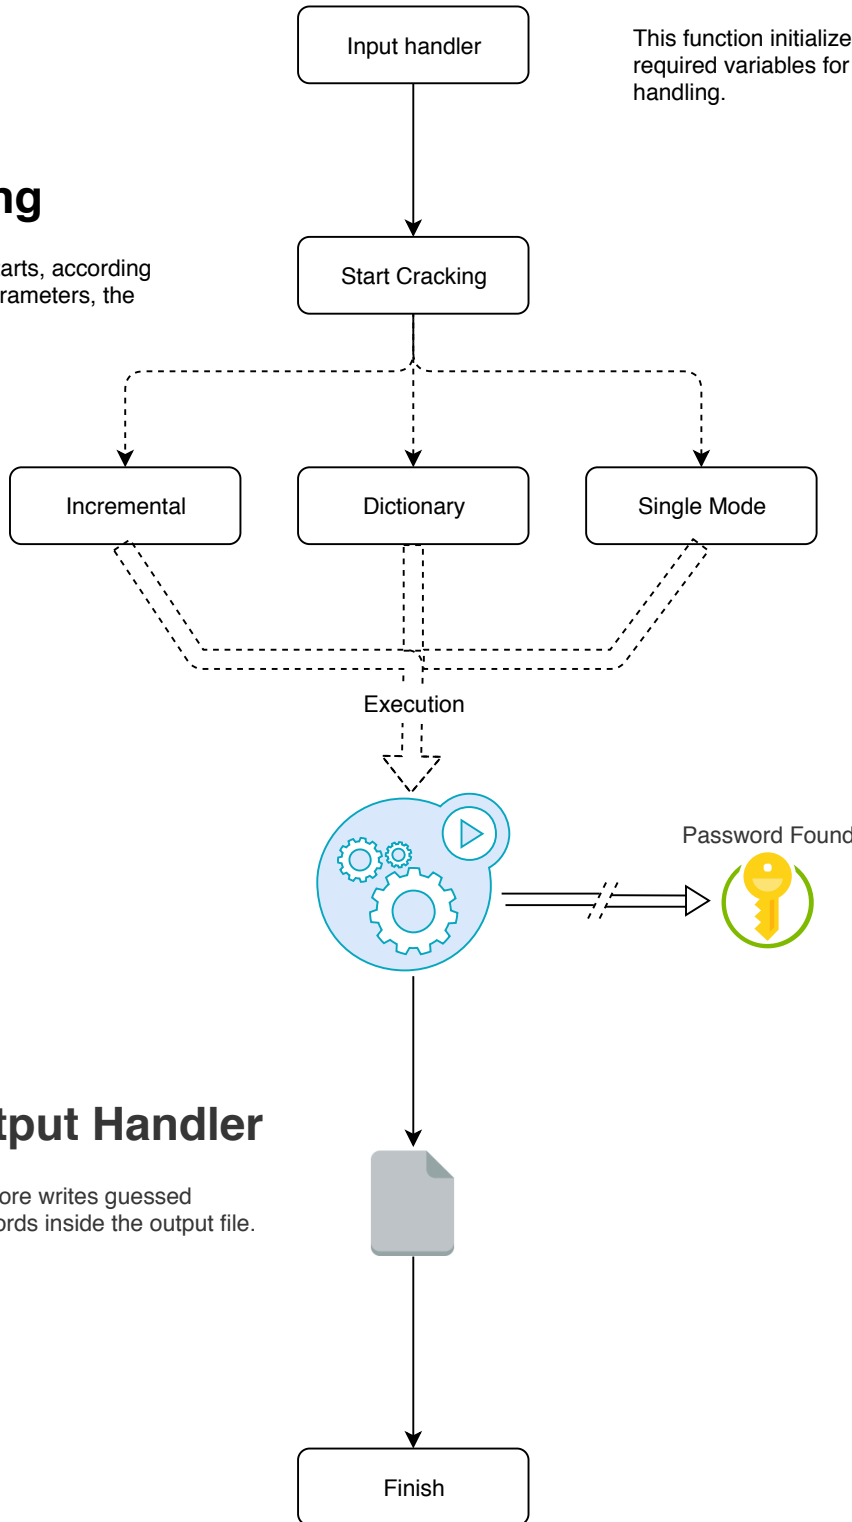 Input handler
This function initialize
required variables for
handling.
ng
arts, according
rameters, the
Start Cracking
Incremental
Dictionary
Single Mode
Execution
Password Found
tput Handler
ore writes guessed
ords inside the output file.
Finish